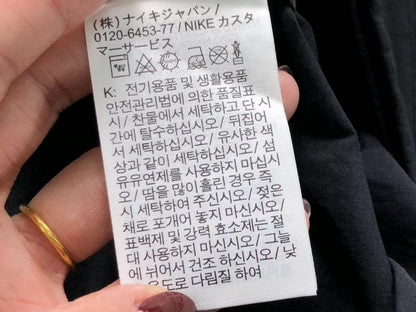 (株) ナイキジャパン /
0120-6453-77 / NIKE カスタ
マーサービス
K: 전기용품 및 생활용품
안전관리법에 의한 품질표
시/ 찬물에서 세탁하고 단 시
간에 탈수하십시오/ 뒤집어
서 세탁하십시오/ 유사한 색
상과 같이 세탁하십시오/ 섬
유유연제를 사용하지 마십시
오/ 땀을 많이 흘린 경우 즉
시 세탁하여 주십시오/ 젖은
채로 포개어 놓지 마십시오/
표백제 및 강력 효소제는 절
대 사용하지 마십시오/ 그늘
에 뉘어서 건조 하십시오/ 낮
은 온도로 다림질 하여